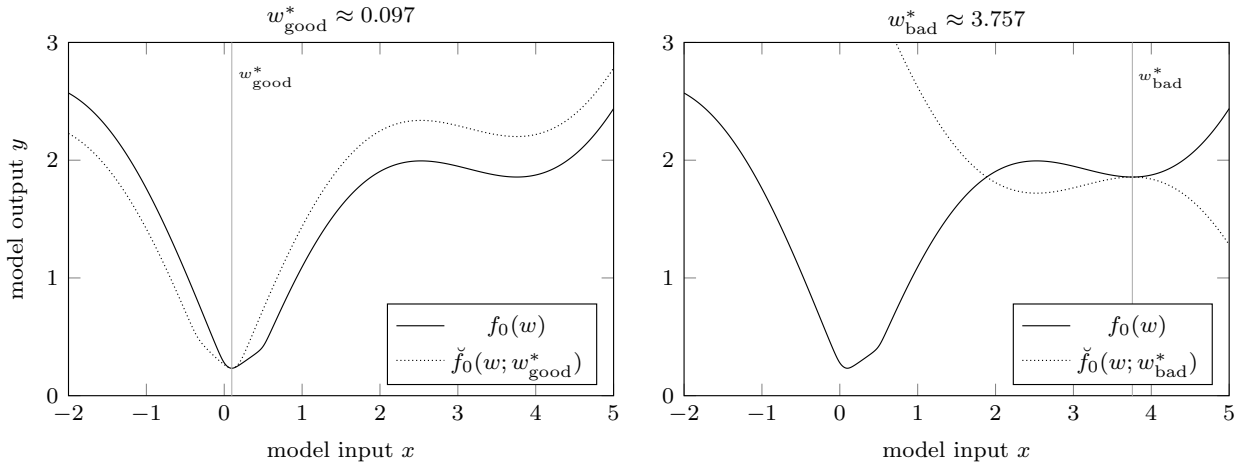 w*good ≈ 0.097
3
2
1
0
−2
−1
0
1
2
3
4
5
model output y
model input x
w*good
f0(w)
f̆0(w; w*good)
w*bad ≈ 3.757
3
2
1
0
−2
−1
0
1
2
3
4
5
model input x
w*bad
f0(w)
f̆0(w; w*bad)